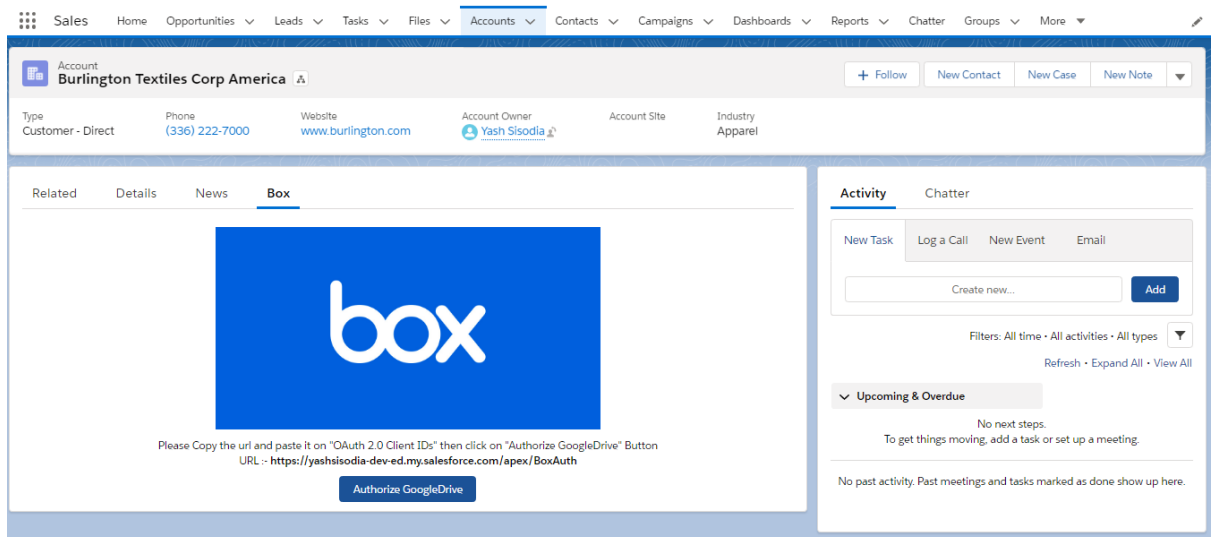 Sales Home Opportunities Leads Tasks Files Accounts Contacts Campaigns Dashboards Reports Chatter Groups More
Account
Burlington Textiles Corp America
+ Follow New Contact New Case New Note
Type Phone Website Account Owner Account Site Industry
Customer - Direct (336) 222-7000 www.burlington.com Yash Sisodia Apparel
Related Details News Box
box
Please Copy the url and paste it on "OAuth 2.0 Client IDs" then click on "Authorize GoogleDrive" Button
URL :- https://yashsisodia-dev-ed.my.salesforce.com/apex/BoxAuth
Authorize GoogleDrive
Activity Chatter
New Task Log a Call New Event Email
Create new... Add
Filters: All time • All activities • All types
Refresh • Expand All • View All
Upcoming & Overdue
No next steps.
To get things moving, add a task or set up a meeting.
No past activity. Past meetings and tasks marked as done show up here.